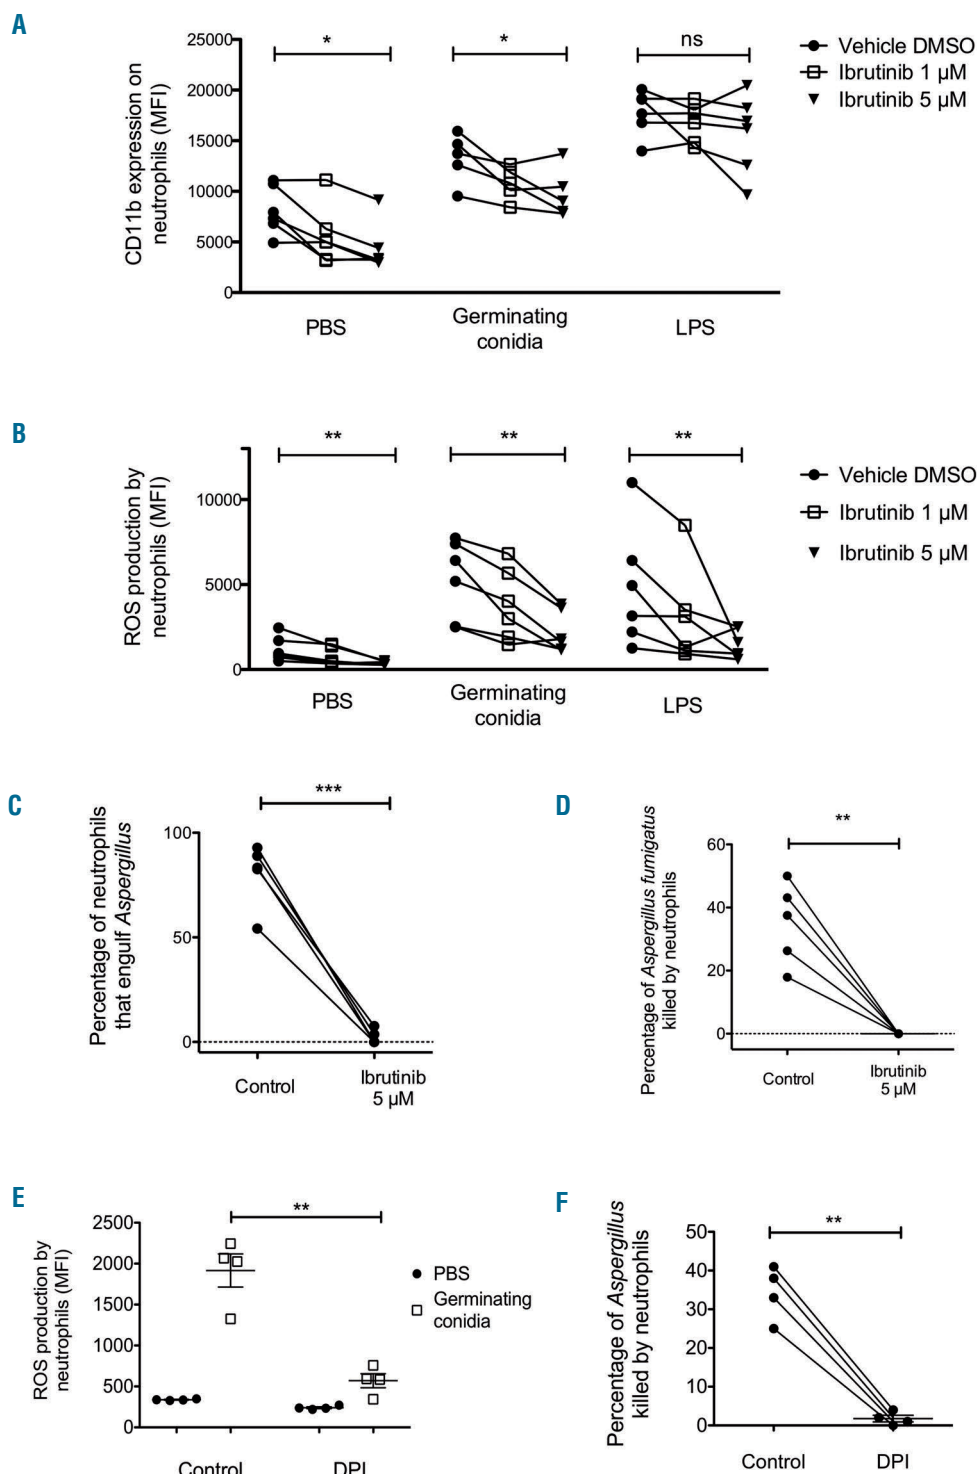 A
CD11b expression on
neutrophils (MFI)
25000
20000
15000
10000
5000
0
*
*
ns
PBS
Germinating
conidia
LPS
Vehicle DMSO
Ibrutinib 1 µM
Ibrutinib 5 µM
B
ROS production by
neutrophils (MFI)
10000
5000
0
**
**
**
PBS
Germinating
conidia
LPS
Vehicle DMSO
Ibrutinib 1 µM
Ibrutinib 5 µM
C
Percentage of neutrophils
that engulf Aspergillus
100
50
0
***
Control
Ibrutinib
5 µM
D
Percentage of Aspergillus fumigatus
killed by neutrophils
60
40
20
0
**
Control
Ibrutinib
5 µM
E
ROS production by
neutrophils (MFI)
2500
2000
1500
1000
500
0
**
PBS
Germinating
conidia
Control
DPI
F
Percentage of Aspergillus
killed by neutrophils
50
40
30
20
10
0
**
Control
DPI